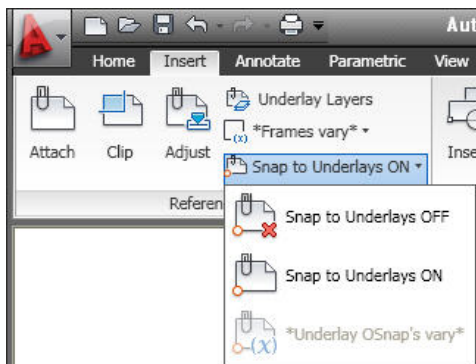 Aut
Home Insert Annotate Parametric View
Underlay Layers
*Frames vary*
Attach Clip Adjust Snap to Underlays ON Inse
Referen
Snap to Underlays OFF
Snap to Underlays ON
*Underlay OSnap's vary*